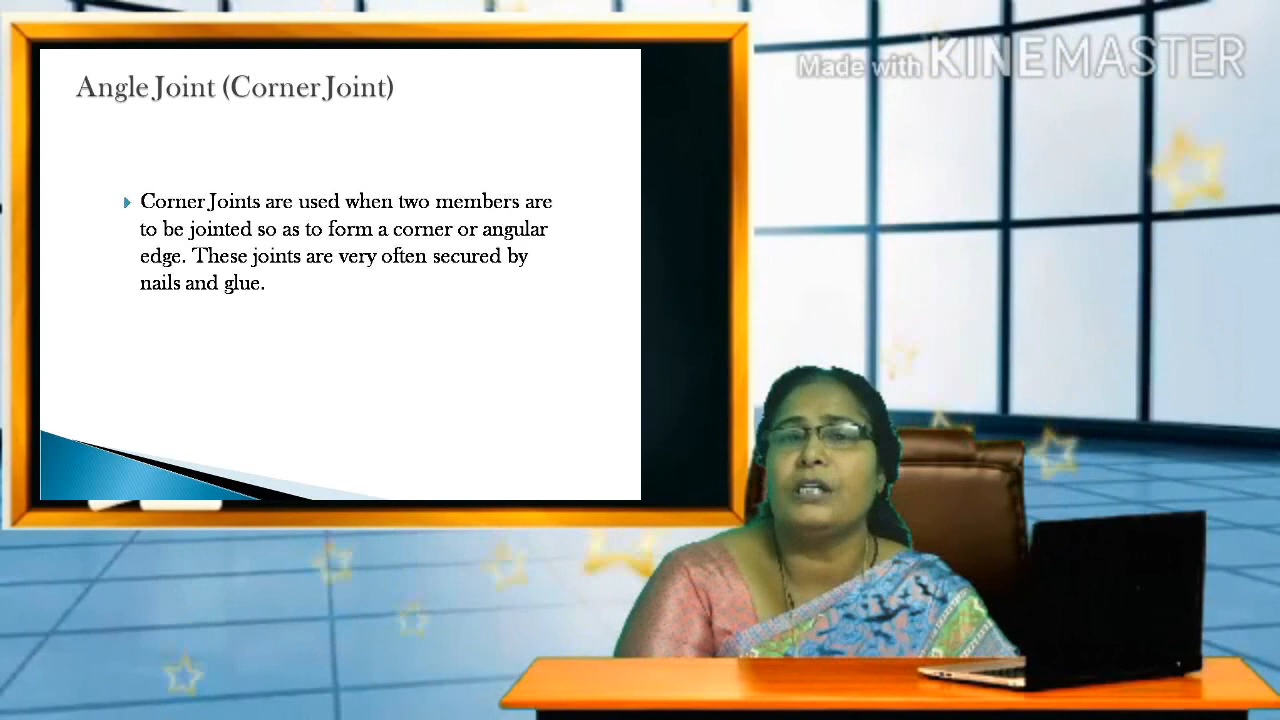 Angle Joint (Corner Joint)
Made with KINEMASTER
Corner Joints are used when two members are
to be jointed so as to form a corner or angular
edge. These joints are very often secured by
nails and glue.